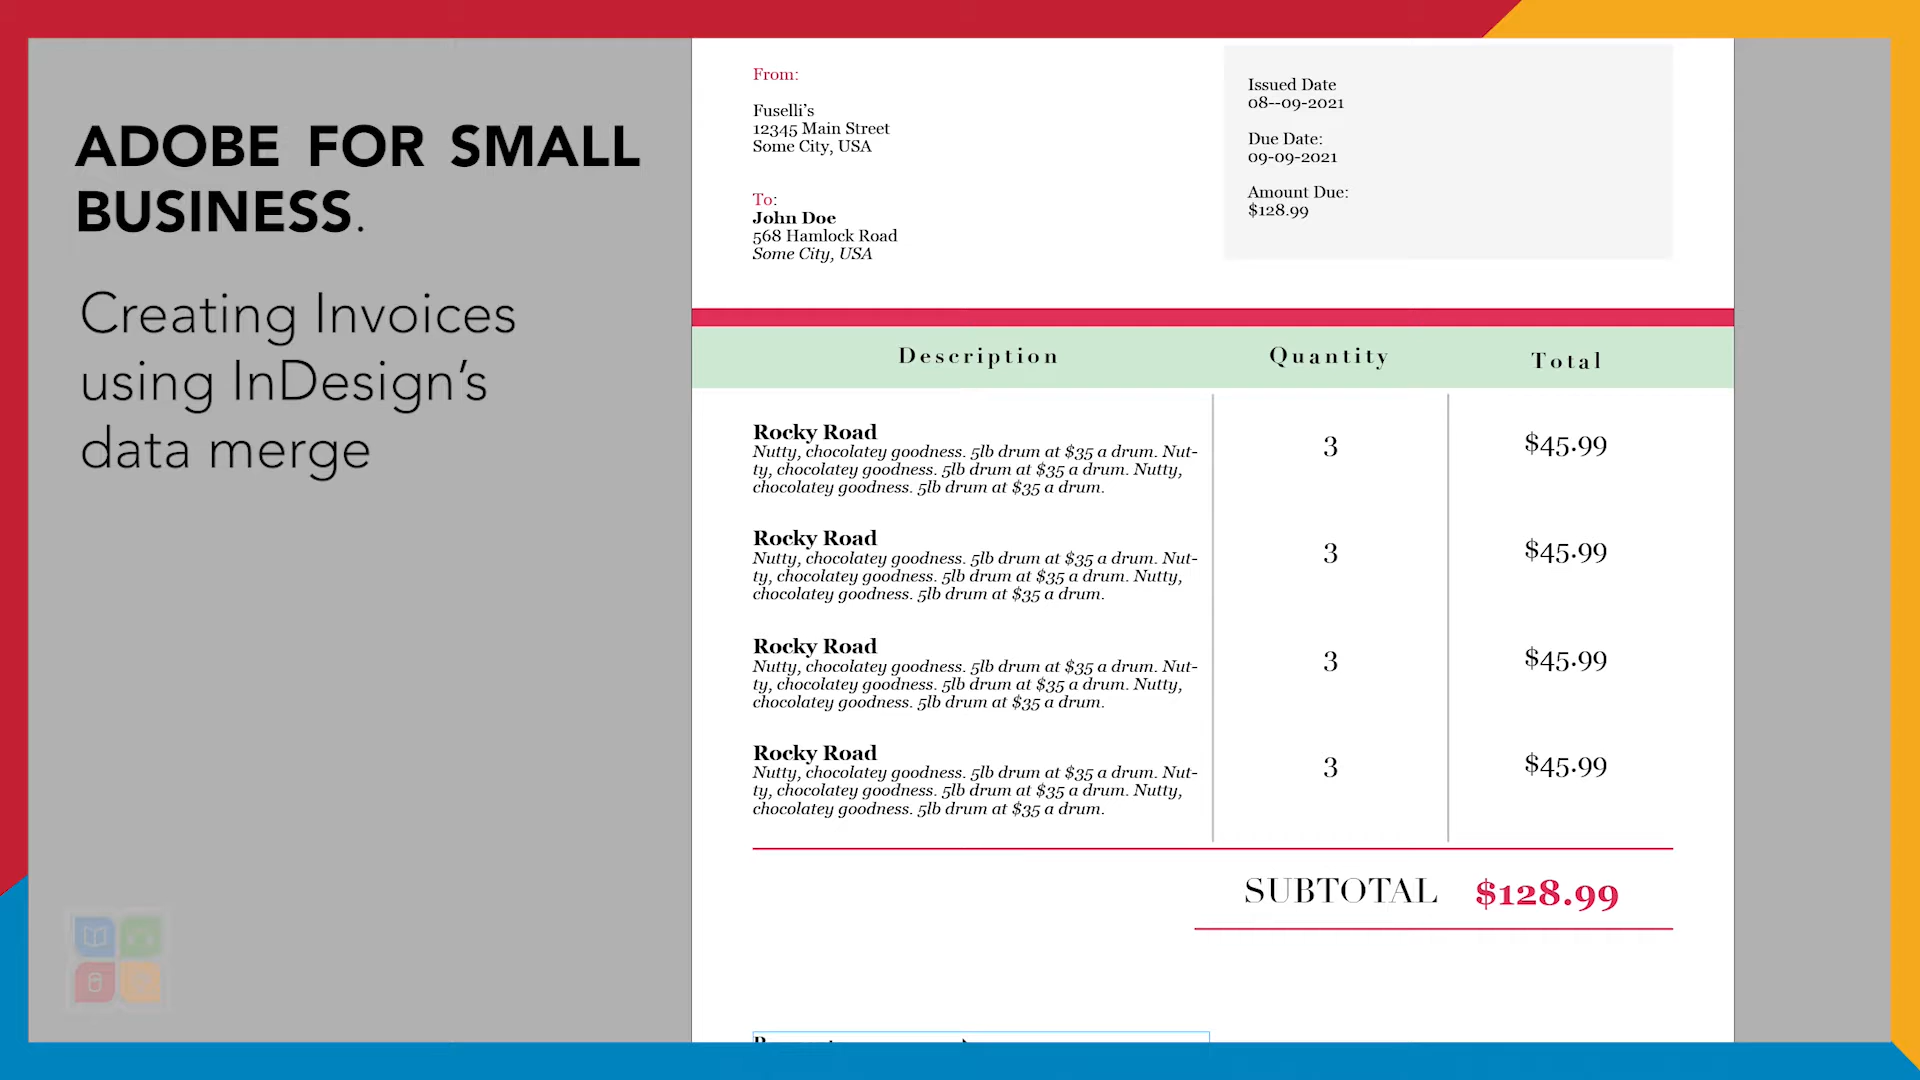 ADOBE FOR SMALL
BUSINESS.
Creating Invoices
using InDesign’s
data merge
From:
Fuselli’s
12345 Main Street
Some City, USA
To:
John Doe
568 Hamlock Road
Some City, USA
Issued Date
08--09-2021
Due Date:
09-09-2021
Amount Due:
$128.99
Description Quantity Total
Rocky Road
Nutty, chocolatey goodness. 5lb drum at $35 a drum. Nut-
ty, chocolatey goodness. 5lb drum at $35 a drum. Nutty,
chocolatey goodness. 5lb drum at $35 a drum.
3
$45.99
Rocky Road
Nutty, chocolatey goodness. 5lb drum at $35 a drum. Nut-
ty, chocolatey goodness. 5lb drum at $35 a drum. Nutty,
chocolatey goodness. 5lb drum at $35 a drum.
3
$45.99
Rocky Road
Nutty, chocolatey goodness. 5lb drum at $35 a drum. Nut-
ty, chocolatey goodness. 5lb drum at $35 a drum. Nutty,
chocolatey goodness. 5lb drum at $35 a drum.
3
$45.99
Rocky Road
Nutty, chocolatey goodness. 5lb drum at $35 a drum. Nut-
ty, chocolatey goodness. 5lb drum at $35 a drum. Nutty,
chocolatey goodness. 5lb drum at $35 a drum.
3
$45.99
SUBTOTAL $128.99